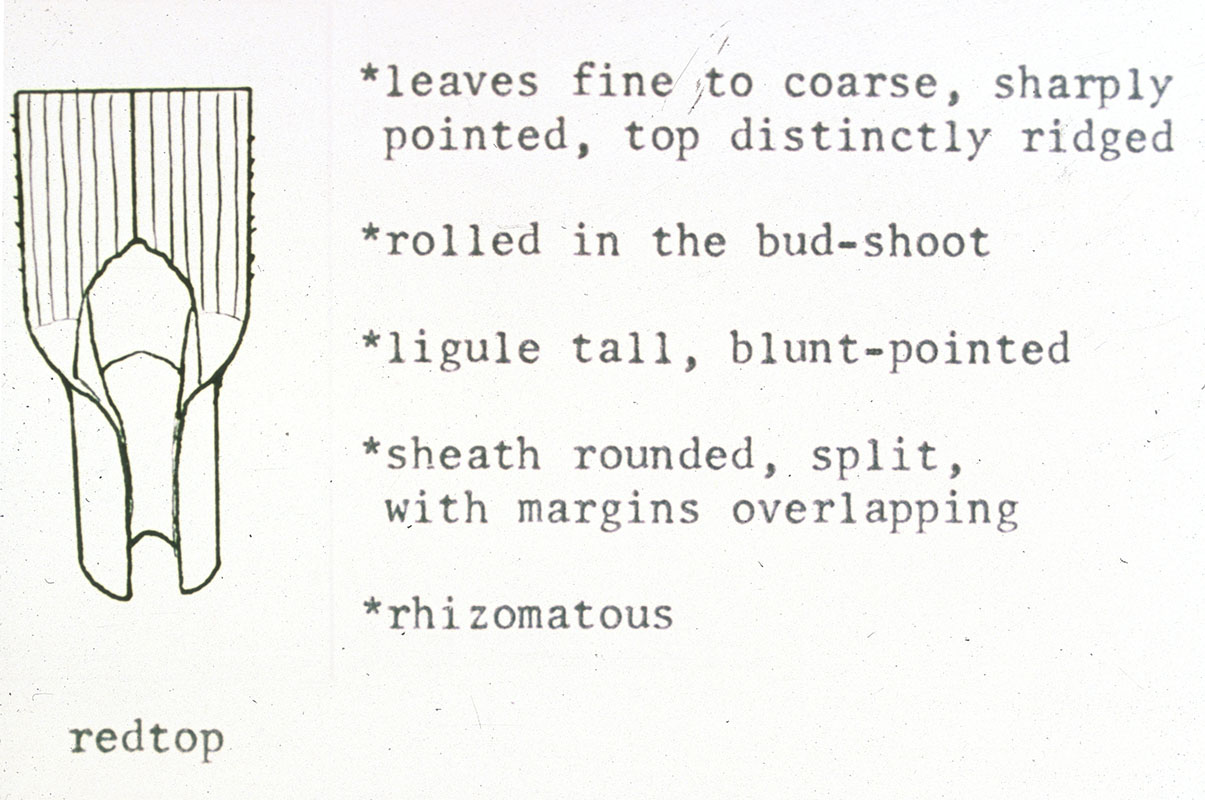 *leaves fine to coarse, sharply
pointed, top distinctly ridged
*rolled in the bud-shoot
*ligule tall, blunt-pointed
*sheath rounded, split,
with margins overlapping
*rhizomatous
redtop